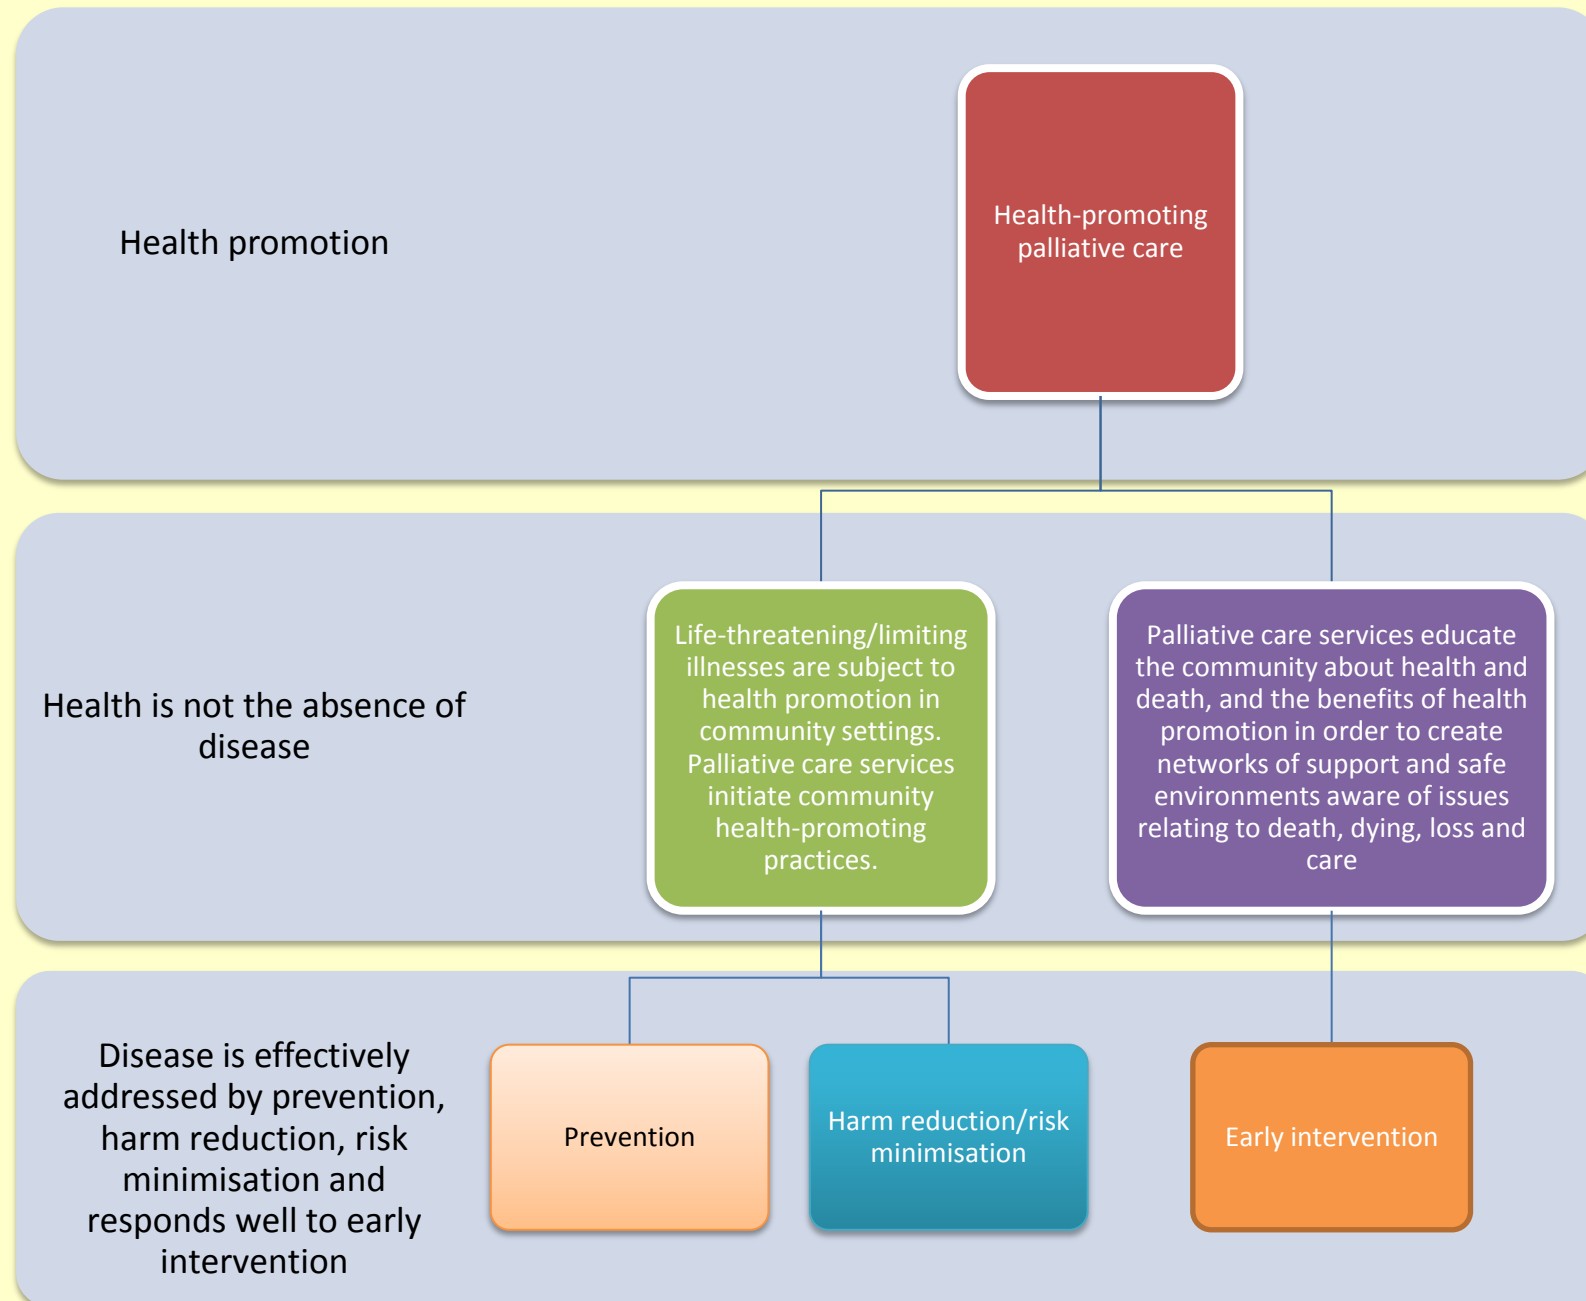 Health promotion
Health-promoting
palliative care
Health is not the absence of
disease
Life-threatening/limiting
illnesses are subject to
health promotion in
community settings.
Palliative care services
initiate community
health-promoting
practices.
Palliative care services educate
the community about health and
death, and the benefits of health
promotion in order to create
networks of support and safe
environments aware of issues
relating to death, dying, loss and
care
Disease is effectively
addressed by prevention,
harm reduction, risk
minimisation and
responds well to early
intervention
Prevention
Harm reduction/risk
minimisation
Early intervention